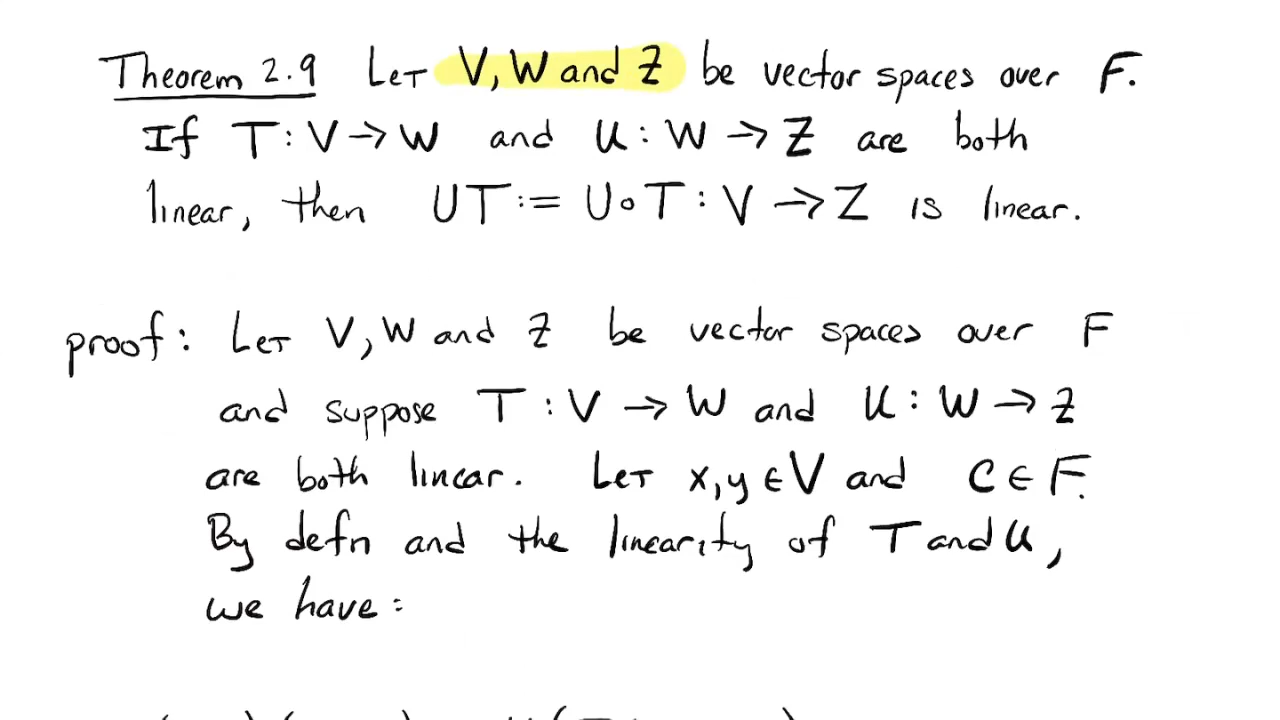 Theorem 2.9 Let V, W and Z be vector spaces over F.
If T : V → W and U : W → Z are both
linear, then UT := U∘T : V → Z is linear.
proof : Let V, W and Z be vector spaces over F
and suppose T : V → W and U : W → Z
are both linear. Let x, y ∈ V and c ∈ F.
By defn and the linearity of T and U,
we have :